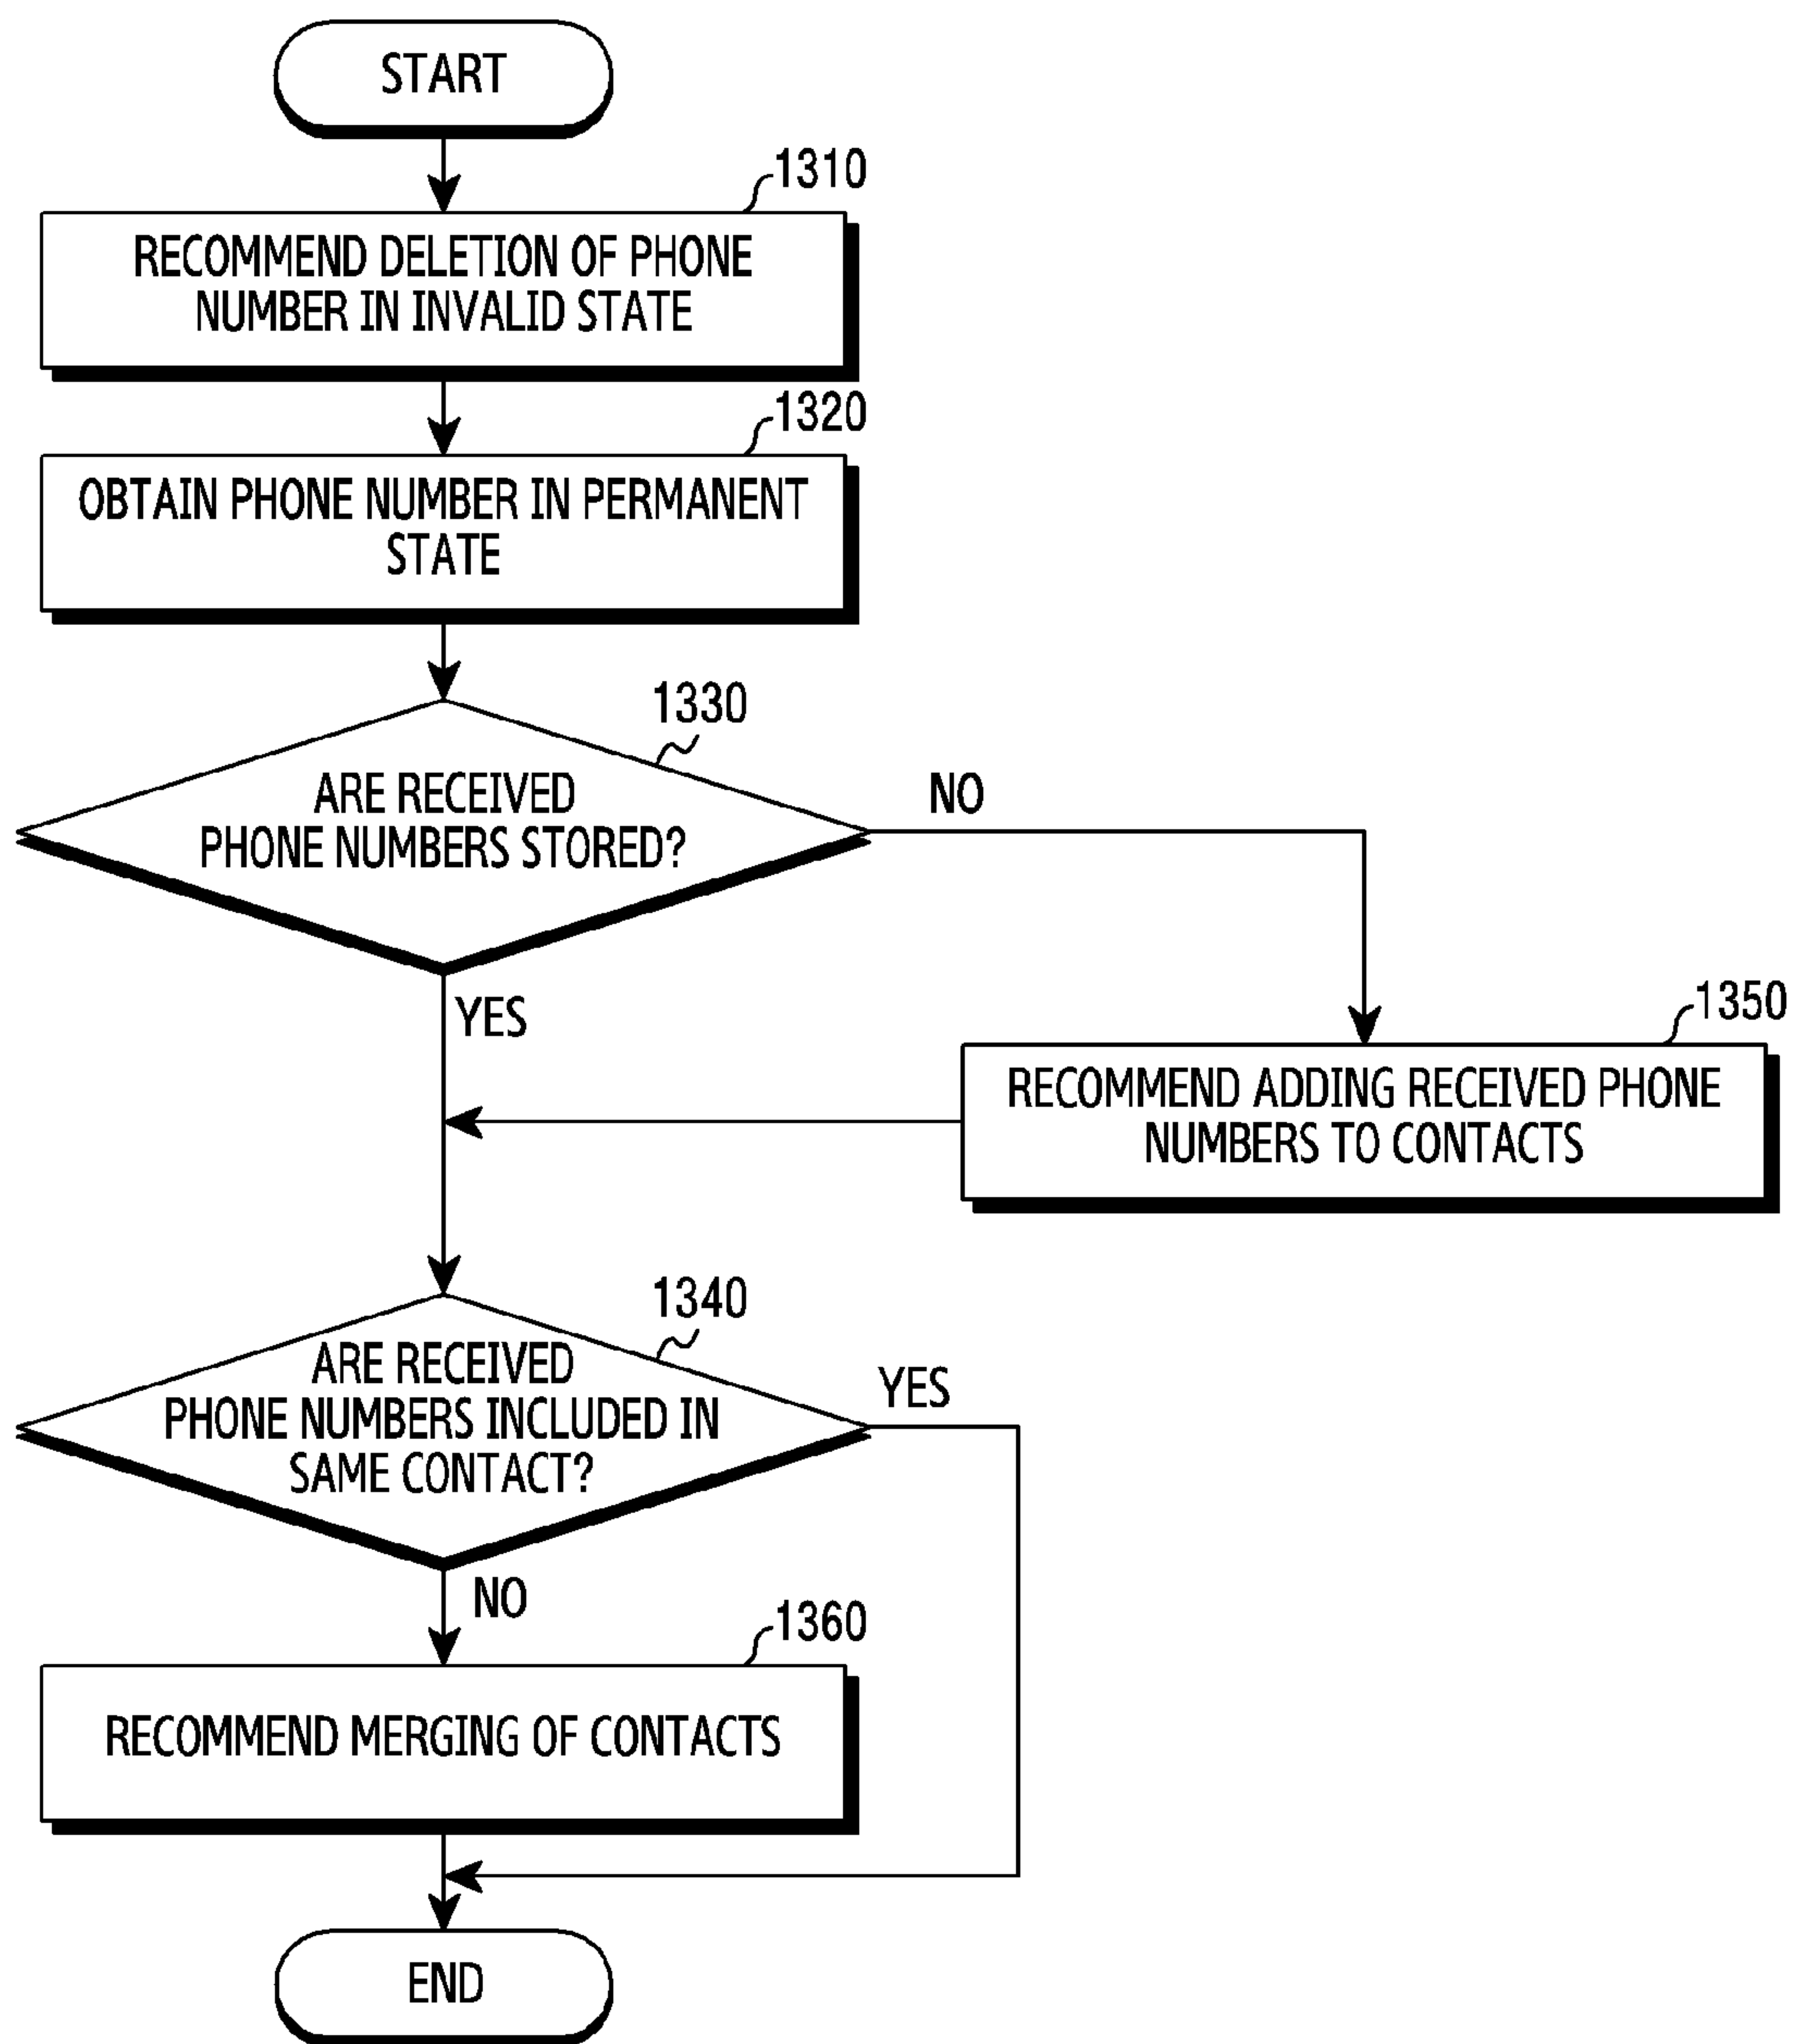 START
1310
RECOMMEND DELETION OF PHONE
NUMBER IN INVALID STATE
1320
OBTAIN PHONE NUMBER IN PERMANENT
STATE
1330
ARE RECEIVED
PHONE NUMBERS STORED?
NO
YES
1350
RECOMMEND ADDING RECEIVED PHONE
NUMBERS TO CONTACTS
1340
ARE RECEIVED
PHONE NUMBERS INCLUDED IN
SAME CONTACT?
YES
NO
1360
RECOMMEND MERGING OF CONTACTS
END